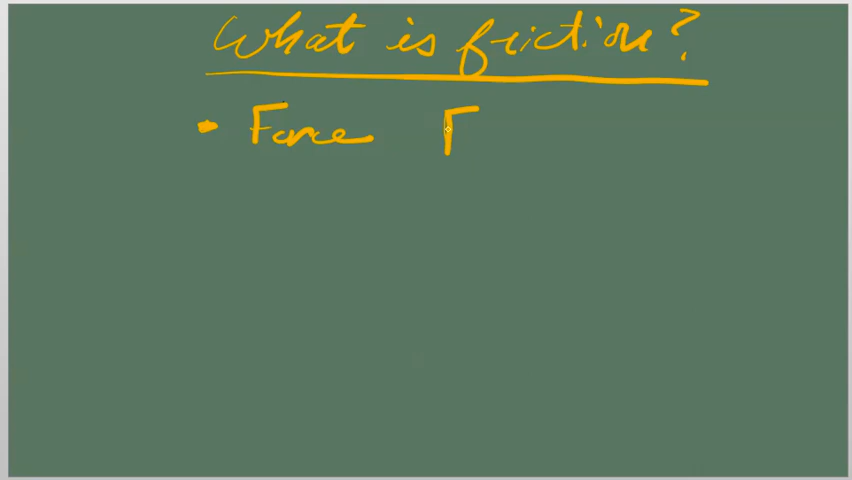 What is friction?
• Force F